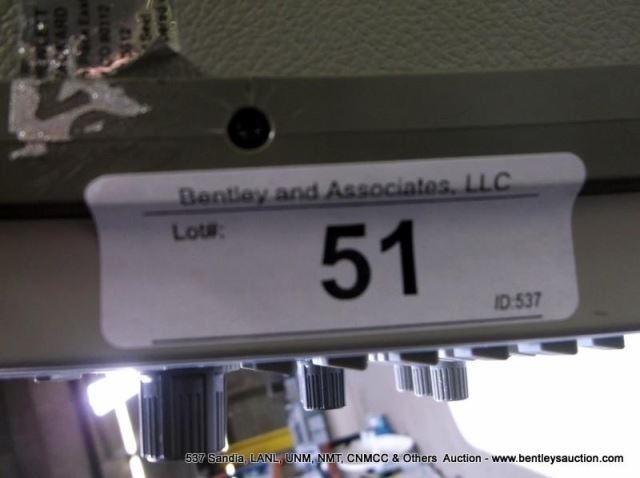 Bentley and Associates, LLC
Lot#:
51
ID:537
537 Sandia, LANL, UNM, NMT, CNMCC & Others Auction - www.bentleysauction.com